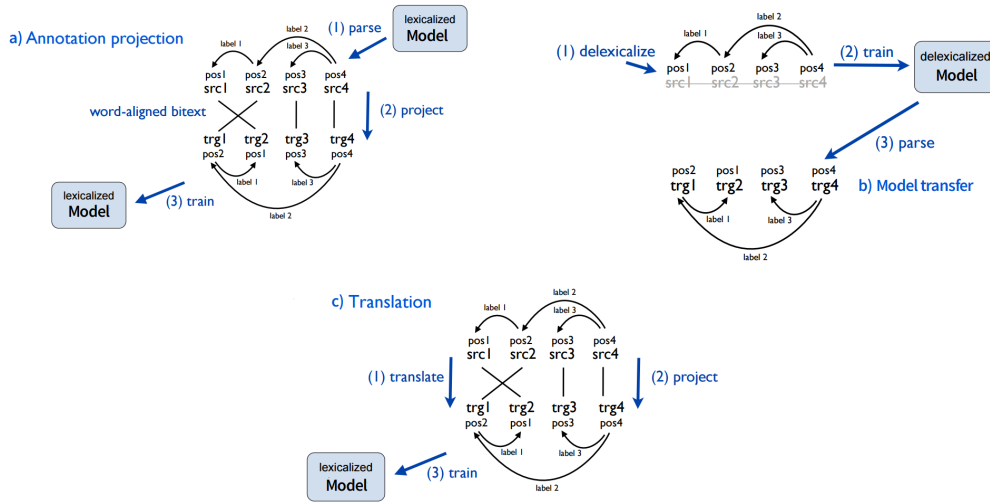 a) Annotation projection
(1) parse
lexicalized
Model
label 2
label 1
label 3
pos1 pos2 pos3 pos4
src1 src2 src3 src4
word-aligned bitext
(2) project
trg1 trg2 trg3 trg4
pos2 pos1 pos3 pos4
label 1
label 3
label 2
(3) train
lexicalized
Model
label 2
label 1
label 3
(1) delexicalize
pos1 pos2 pos3 pos4
src1 src2 src3 src4
(2) train
delexicalized
Model
(3) parse
pos2 pos1 pos3 pos4
trg1 trg2 trg3 trg4
b) Model transfer
label 1
label 3
label 2
c) Translation
label 2
label 1
label 3
pos1 pos2 pos3 pos4
src1 src2 src3 src4
(1) translate
(2) project
trg1 trg2 trg3 trg4
pos2 pos1 pos3 pos4
label 1
label 3
label 2
(3) train
lexicalized
Model